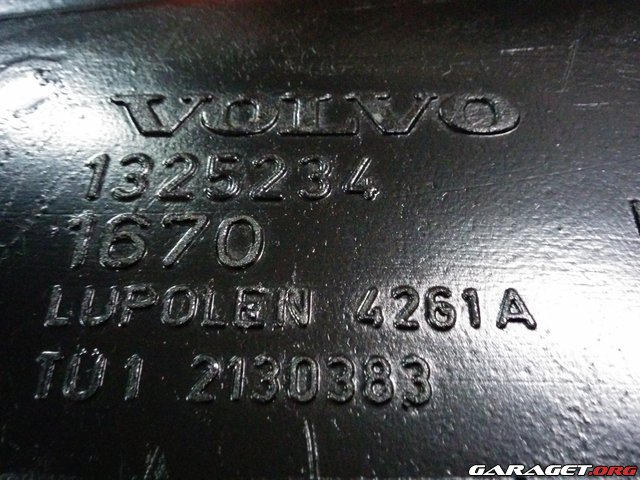 VOLVO
1325234
1670
LUPOLEN 4261A
TU1 2130383
GARAGET.ORG